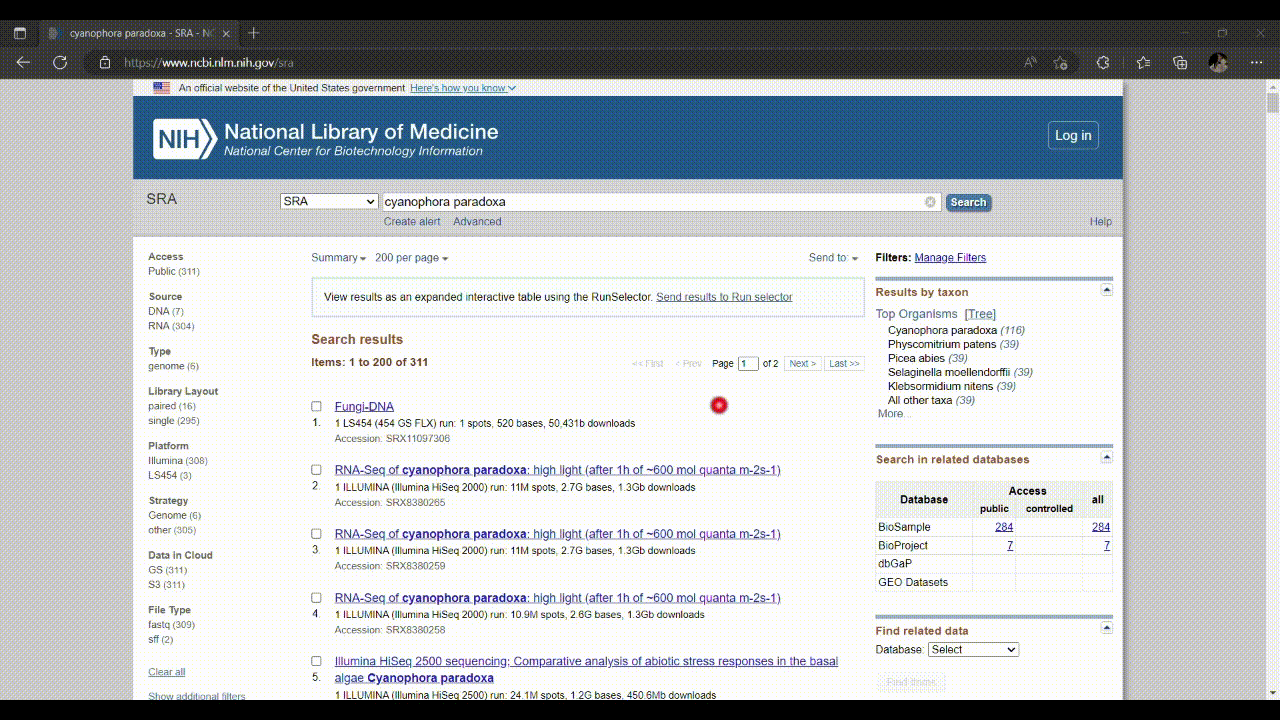 cyanophora paradoxa - SRA - NC
https://www.ncbi.nlm.nih.gov/sra
An official website of the United States government Here's how you know
NIH National Library of Medicine
National Center for Biotechnology Information
Log in
SRA
SRA
cyanophora paradoxa
Search
Create alert Advanced
Help
Access
Public (311)
Source
DNA (7)
RNA (304)
Type
genome (6)
Library Layout
paired (16)
single (295)
Platform
Illumina (308)
LS454 (3)
Strategy
Genome (6)
other (305)
Data in Cloud
GS (311)
S3 (311)
File Type
fastq (309)
sff (2)
Clear all
Show additional filters
Summary 200 per page Send to:
View results as an expanded interactive table using the RunSelector. Send results to Run selector
Search results
Items: 1 to 200 of 311
<< First < Prev Page 1 of 2 Next > Last >>
Fungi-DNA
1. 1 LS454 (454 GS FLX) run: 1 spots, 520 bases, 50,431b downloads
Accession: SRX11097306
RNA-Seq of cyanophora paradoxa: high light (after 1h of ~600 mol quanta m-2s-1)
2. 1 ILLUMINA (Illumina HiSeq 2000) run: 11M spots, 2.7G bases, 1.3Gb downloads
Accession: SRX8380265
RNA-Seq of cyanophora paradoxa: high light (after 1h of ~600 mol quanta m-2s-1)
3. 1 ILLUMINA (Illumina HiSeq 2000) run: 11M spots, 2.7G bases, 1.3Gb downloads
Accession: SRX8380259
RNA-Seq of cyanophora paradoxa: high light (after 1h of ~600 mol quanta m-2s-1)
4. 1 ILLUMINA (Illumina HiSeq 2000) run: 10.9M spots, 2.6G bases, 1.3Gb downloads
Accession: SRX8380258
Illumina HiSeq 2500 sequencing; Comparative analysis of abiotic stress responses in the basal
5. algae Cyanophora paradoxa
1 ILLUMINA (Illumina HiSeq 2500) run: 24.1M spots, 1.2G bases, 450.6Mb downloads
Filters: Manage Filters
Results by taxon
Top Organisms [Tree]
Cyanophora paradoxa (116)
Physcomitrium patens (39)
Picea abies (39)
Selaginella moellendorffii (39)
Klebsormidium nitens (39)
All other taxa (39)
More...
Search in related databases
Database Access all
public controlled
BioSample 284 284
BioProject 7 7
dbGaP
GEO Datasets
Find related data
Database: Select
Find items